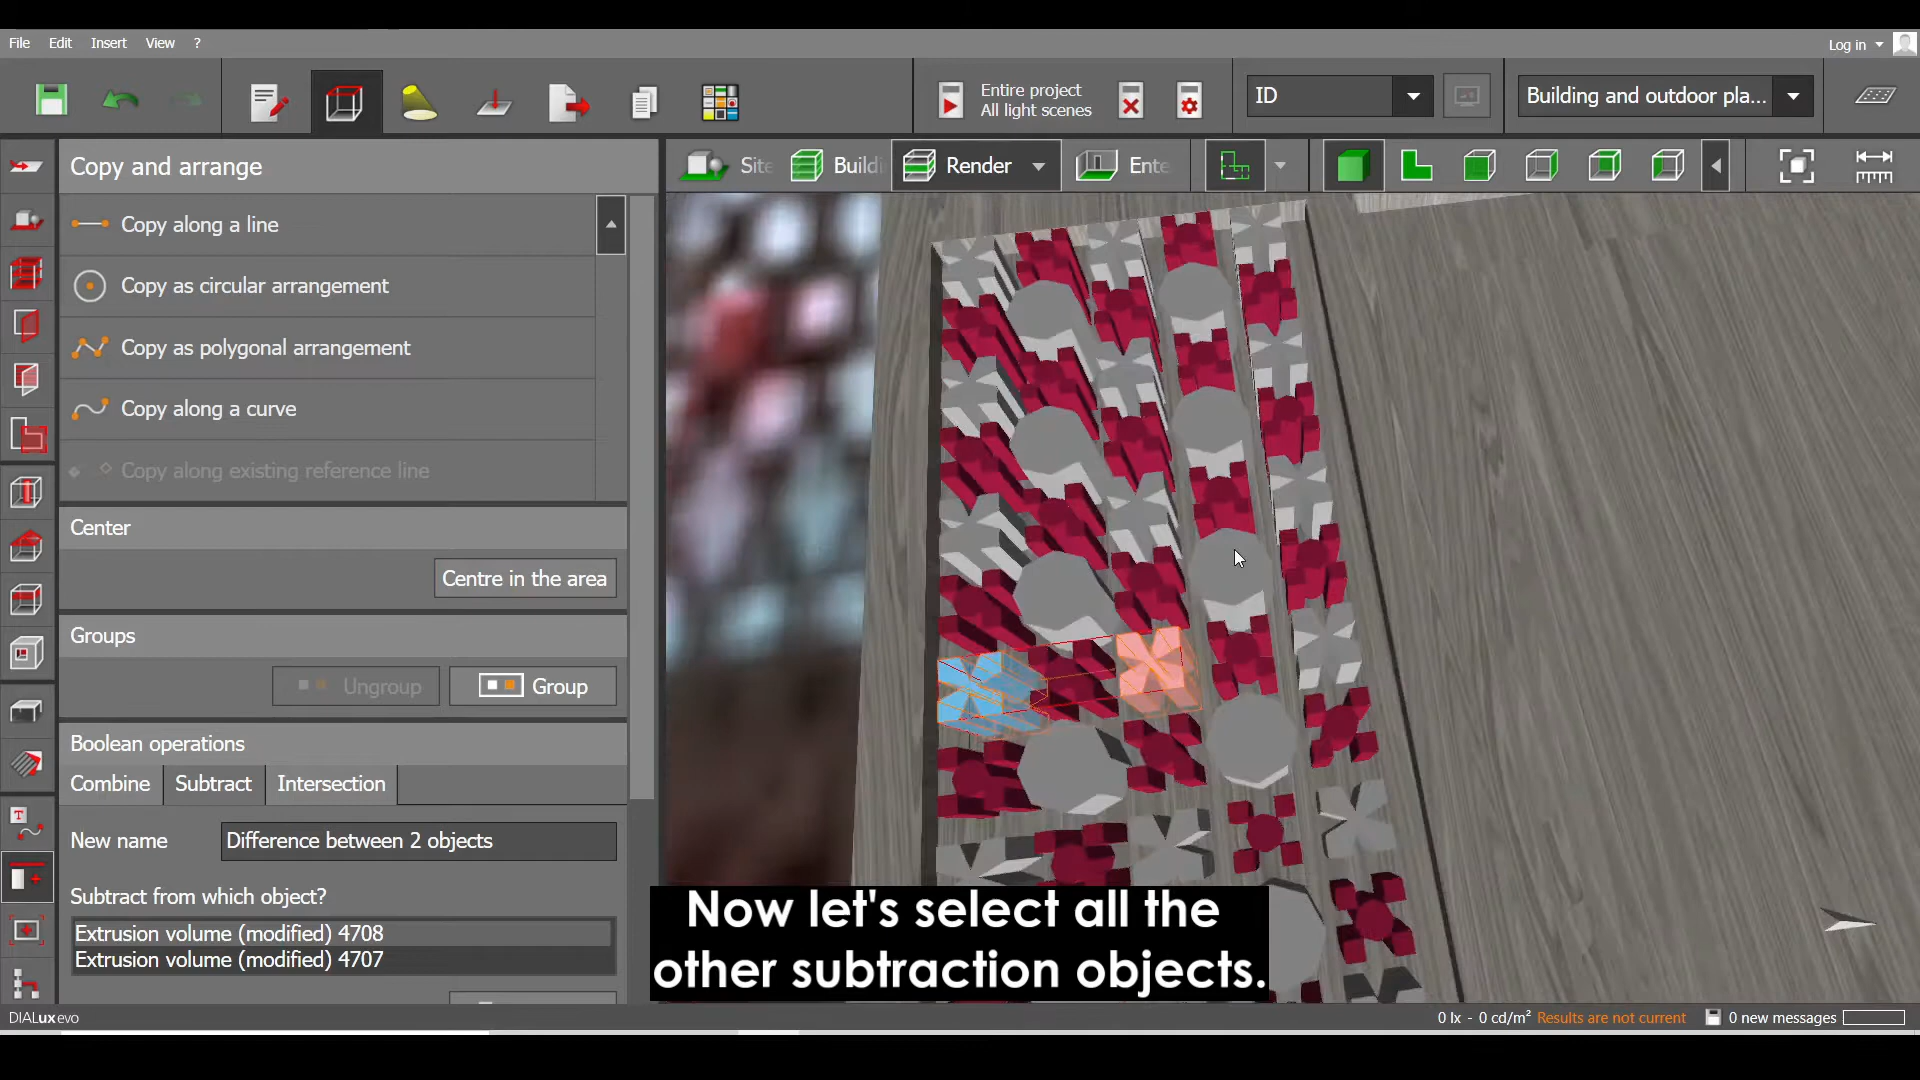 File Edit Insert View ?
Log in
Entire project
All light scenes
ID
Building and outdoor pla...
Copy and arrange
Site
Buildi
Render
Ente
Copy along a line
Copy as circular arrangement
Copy as polygonal arrangement
Copy along a curve
Copy along existing reference line
Center
Centre in the area
Groups
Ungroup
Group
Boolean operations
Combine Subtract Intersection
New name
Difference between 2 objects
Subtract from which object?
Extrusion volume (modified) 4708
Extrusion volume (modified) 4707
Now let's select all the
other subtraction objects.
DIALux evo
0 lx - 0 cd/m² Results are not current
0 new messages